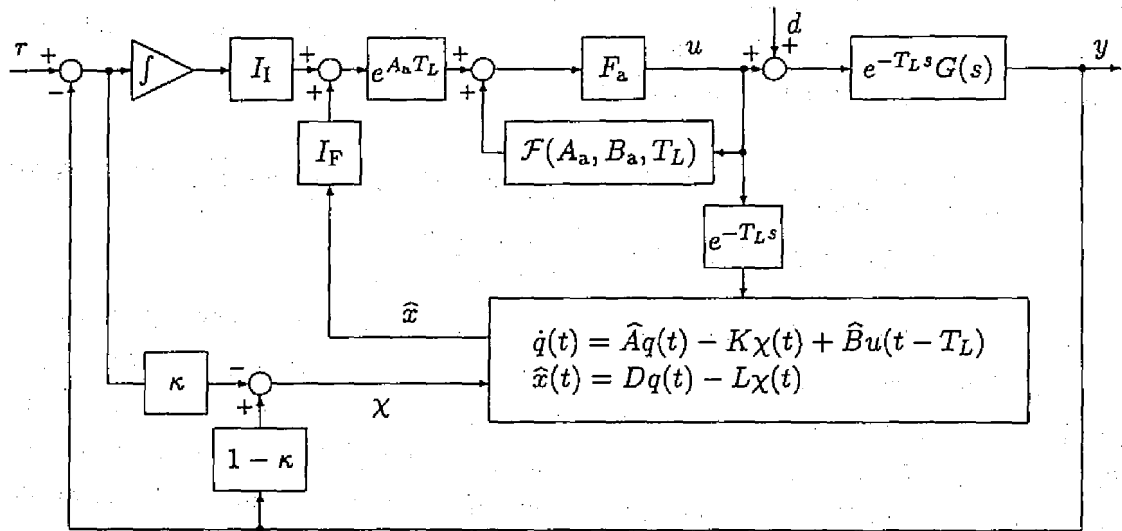 r + − ∫ I_I + + e^{A_a T_L} + + F_a u d + + e^{-T_L s}G(s) y
I_F
𝓕(A_a, B_a, T_L)
e^{-T_L s}
x̂
q̇(t) = Âq(t) − Kχ(t) + B̂u(t − T_L)
x̂(t) = Dq(t) − Lχ(t)
κ − + χ
1 − κ